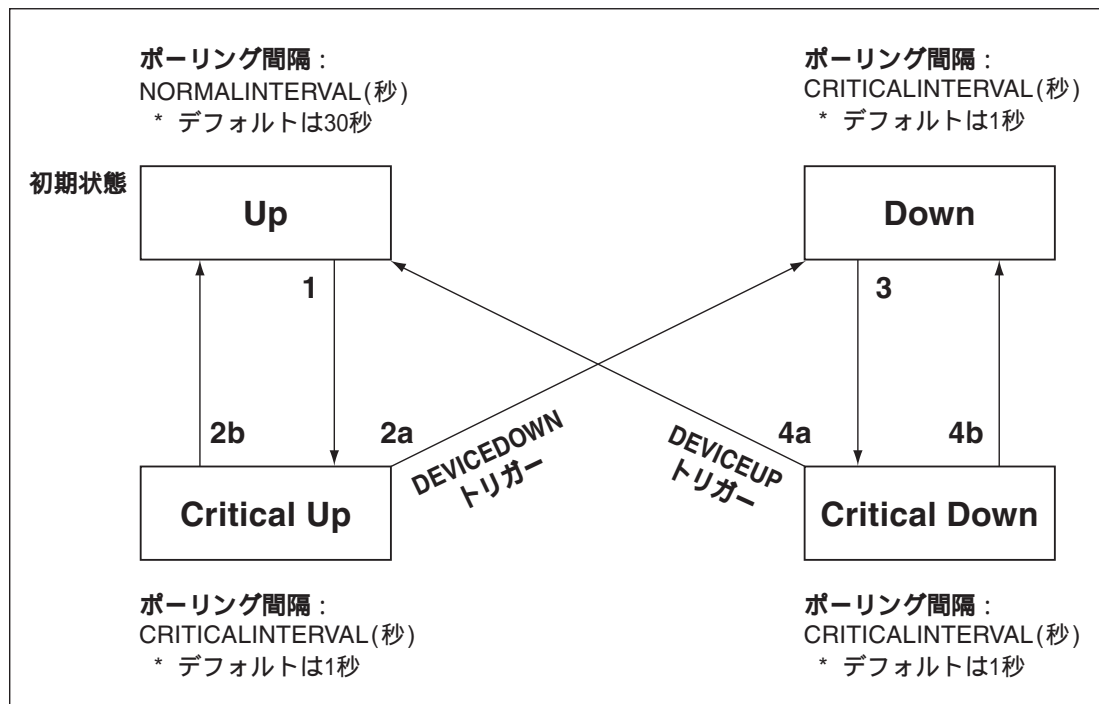 ポーリング間隔：
NORMALINTERVAL(秒)
* デフォルトは30秒
ポーリング間隔：
CRITICALINTERVAL(秒)
* デフォルトは1秒
初期状態
Up
Down
1
3
2b
2a
DEVICEDOWN
トリガー
DEVICEUP
トリガー
4a
4b
Critical Up
Critical Down
ポーリング間隔：
CRITICALINTERVAL(秒)
* デフォルトは1秒
ポーリング間隔：
CRITICALINTERVAL(秒)
* デフォルトは1秒